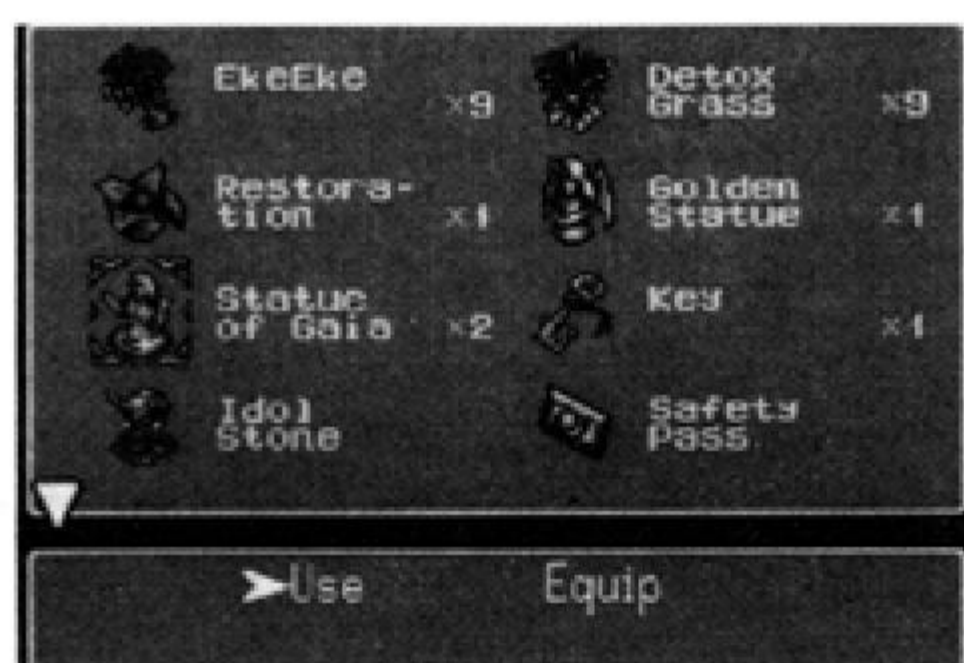 EkeEke ×9 Detox
Grass ×9
Restora-
tion ×1 Golden
Statue ×1
Statue
of Gaia ×2 Key ×1
Idol
Stone
Safety
Pass
Use Equip